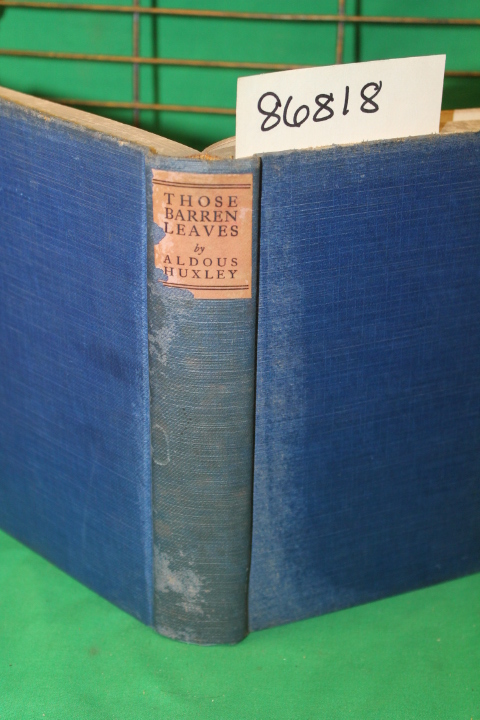 86818
THOSE
BARREN
LEAVES
by
ALDOUS
HUXLEY